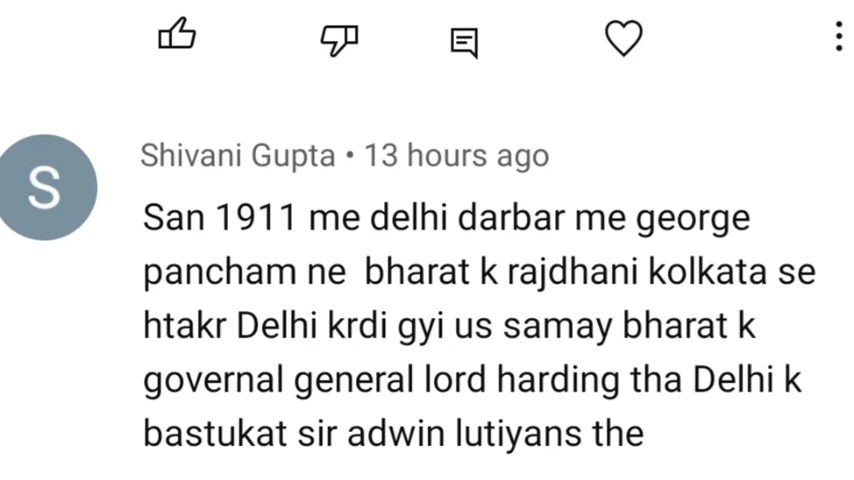 S
Shivani Gupta • 13 hours ago
San 1911 me delhi darbar me george
pancham ne bharat k rajdhani kolkata se
htakr Delhi krdi gyi us samay bharat k
governal general lord harding tha Delhi k
bastukat sir adwin lutiyans the